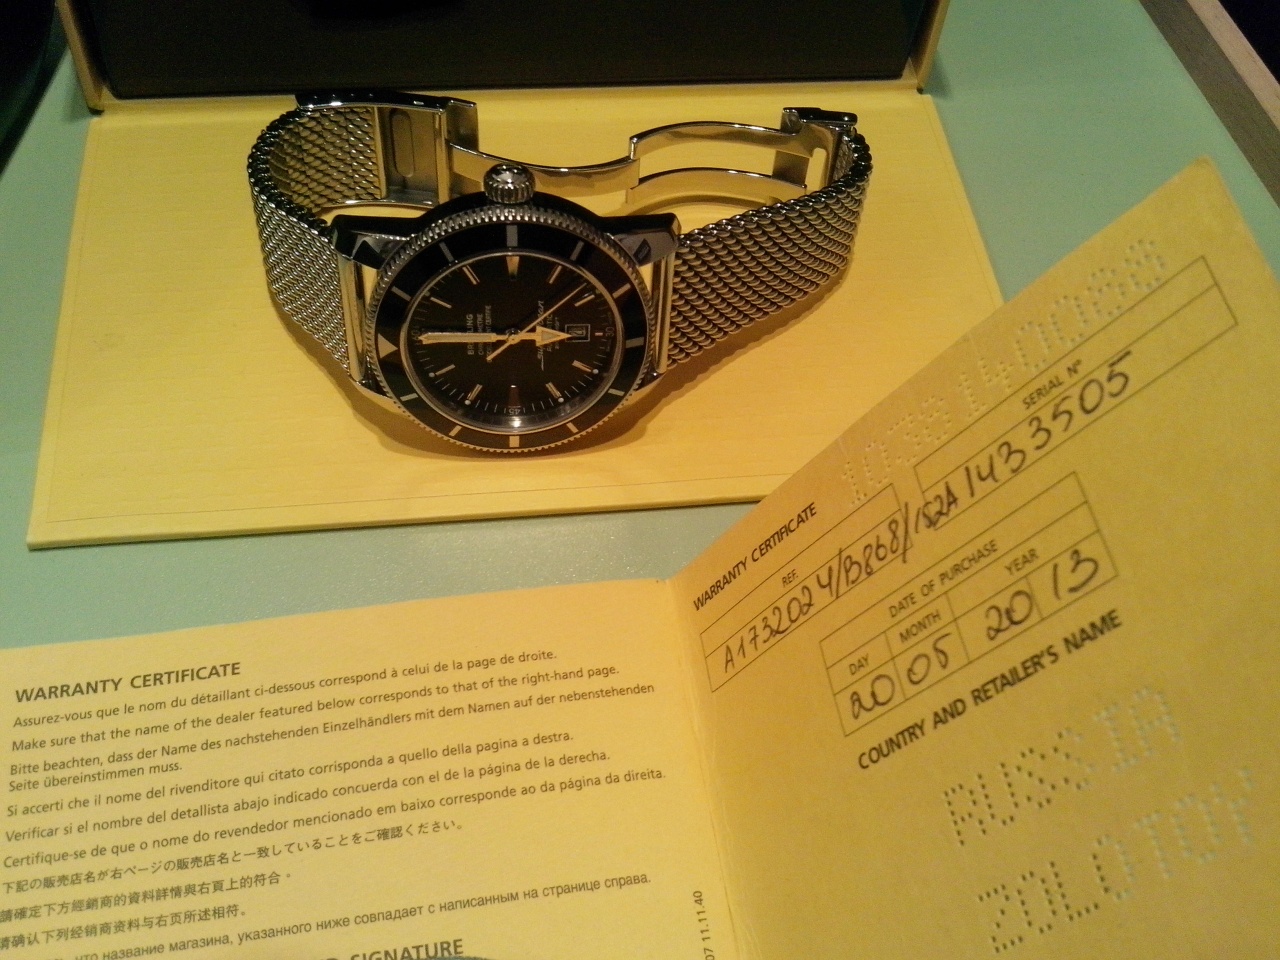 BREITLING
30
45
WARRANTY CERTIFICATE
Assurez-vous que le nom du détaillant ci-dessous correspond à celui de la page de droite.
Make sure that the name of the dealer featured below corresponds to that of the right-hand page.
Bitte beachten, dass der Name des nachstehenden Einzelhändlers mit dem Namen auf der nebenstehenden
Seite übereinstimmen muss.
Si accerti che il nome del rivenditore qui citato corrisponda a quello della pagina a destra.
Verificar si el nombre del detallista abajo indicado concuerda con el de la página de la derecha.
Certifique-se de que o nome do revendedor mencionado em baixo corresponde ao da página da direita.
下記の販売店名が右ページの販売店名と一致していることをご確認ください。
請確定下方經銷商的資料詳情與右頁上的符合。
请确认下列经销商资料与右页所述相符。
что название магазина, указанного ниже совпадает с написанным на странице справа.
SIGNATURE
07 11.11.40
WARRANTY CERTIFICATE
REF.
A1732024/B868/152A
SERIAL N°
1433505
DATE OF PURCHASE
DAY MONTH YEAR
20 05 20 13
COUNTRY AND RETAILER'S NAME
RUSSIA
ZOLOTOY